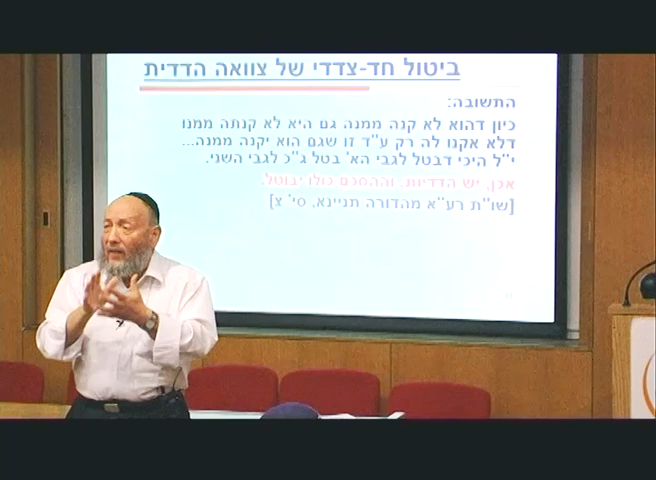 ביטול חד-צדדי של צוואה הדדית
התשובה:
כיון דהוא לא קנה ממנה גם היא לא קנתה ממנו
דלא אקנו לה רק ע"ד זו שגם הוא יקנה ממנה...
י"ל היכי דבטל לגבי הא' בטל ג"כ לגבי השני.
אכן, יש הדדיות, וההסכם כולו יבוטל.
[שו"ת רע"א מהדורה תניינא, סי' צ]